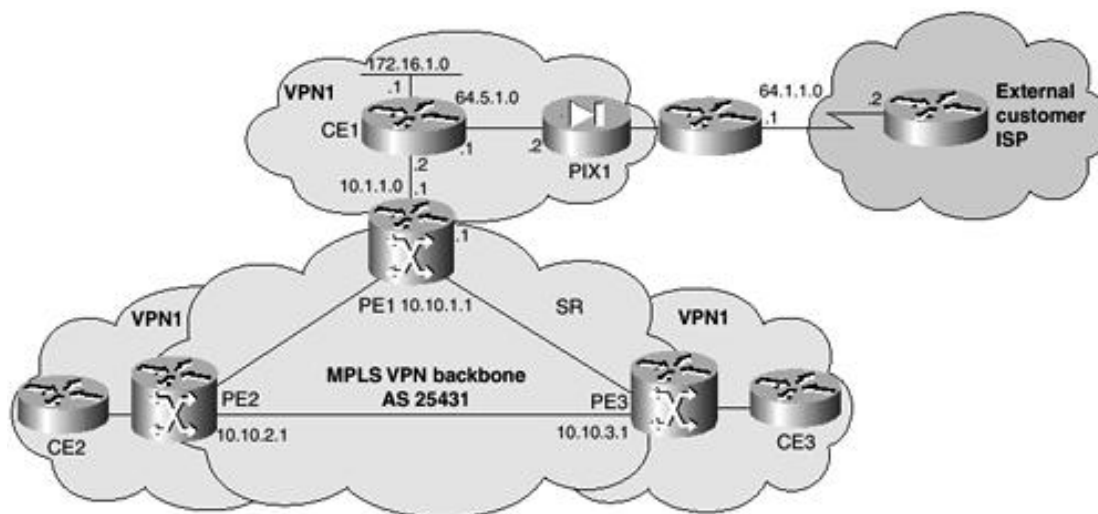 172.16.1.0
VPN1
.1
64.5.1.0
CE1
.1
.2
PIX1
64.1.1.0
.1
.2
External
customer
ISP
.2
10.1.1.0
.1
.1
PE1 10.10.1.1
SR
VPN1
VPN1
MPLS VPN backbone
AS 25431
PE2
PE3
CE2
10.10.2.1
10.10.3.1
CE3